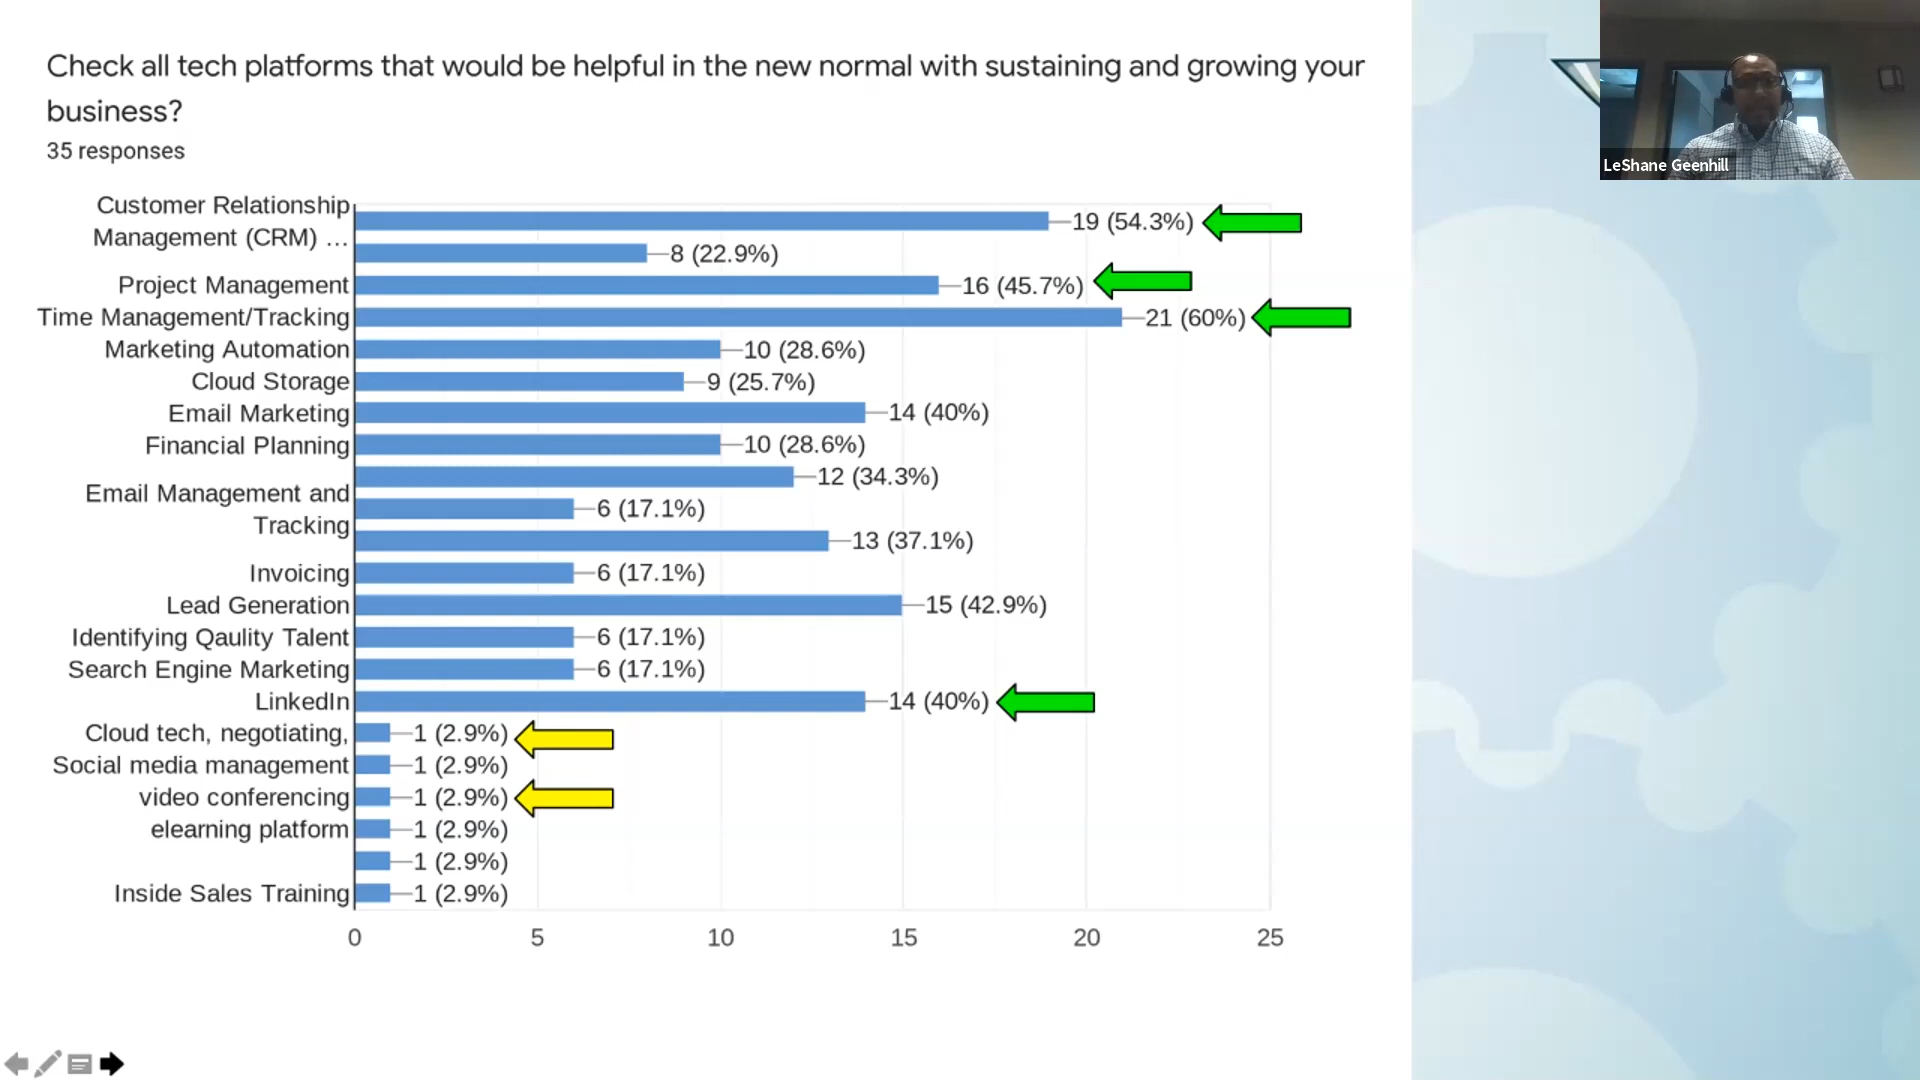 Check all tech platforms that would be helpful in the new normal with sustaining and growing your
business?
35 responses
LeShane Geenhill
Customer Relationship
Management (CRM) ...
19 (54.3%)
8 (22.9%)
Project Management
16 (45.7%)
Time Management/Tracking
21 (60%)
Marketing Automation
10 (28.6%)
Cloud Storage
9 (25.7%)
Email Marketing
14 (40%)
Financial Planning
10 (28.6%)
12 (34.3%)
Email Management and
Tracking
6 (17.1%)
13 (37.1%)
Invoicing
6 (17.1%)
Lead Generation
15 (42.9%)
Identifying Qaulity Talent
6 (17.1%)
Search Engine Marketing
6 (17.1%)
LinkedIn
14 (40%)
Cloud tech, negotiating,
1 (2.9%)
Social media management
1 (2.9%)
video conferencing
1 (2.9%)
elearning platform
1 (2.9%)
1 (2.9%)
Inside Sales Training
1 (2.9%)
0 5 10 15 20 25